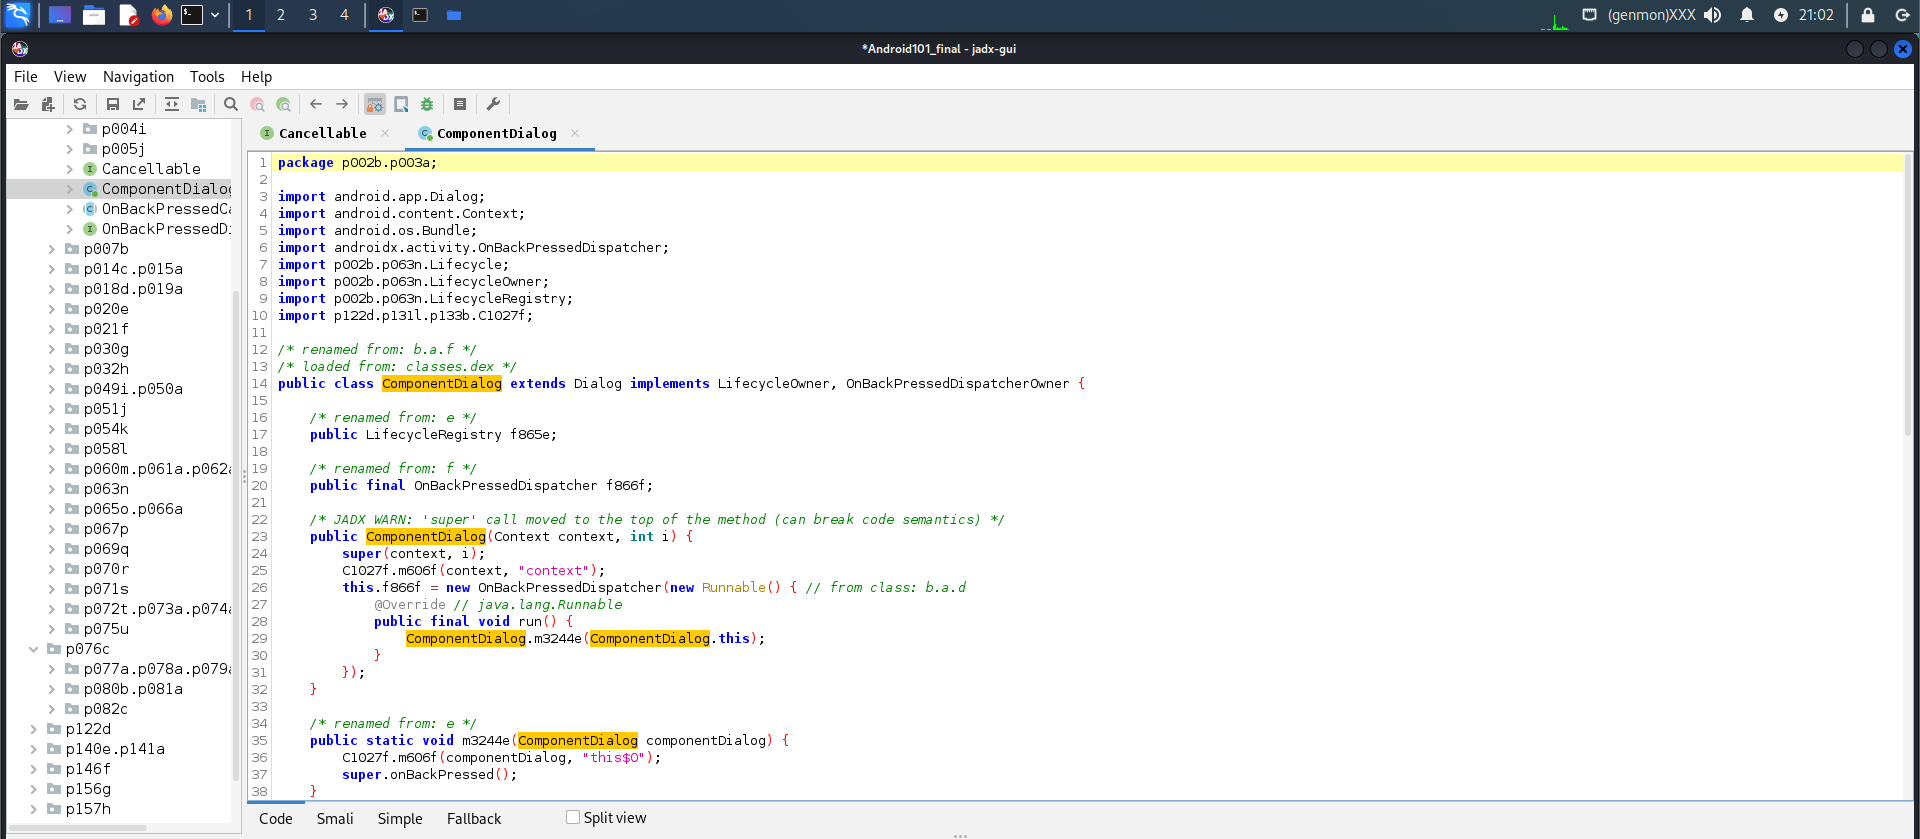 1
2
3
4
(genmon)XXX
21:02
*Android101_final - jadx-gui
File View Navigation Tools Help
p004i
p005j
Cancellable
ComponentDialog
OnBackPressedCa
OnBackPressedDi
p007b
p014c.p015a
p018d.p019a
p020e
p021f
p030g
p032h
p049i.p050a
p051j
p054k
p058l
p060m.p061a.p062a
p063n
p065o.p066a
p067p
p069q
p070r
p071s
p072t.p073a.p074a
p075u
p076c
p077a.p078a.p079a
p080b.p081a
p082c
p122d
p140e.p141a
p146f
p156g
p157h
Cancellable
ComponentDialog
1 package p002b.p003a;
2
3 import android.app.Dialog;
4 import android.content.Context;
5 import android.os.Bundle;
6 import androidx.activity.OnBackPressedDispatcher;
7 import p002b.p063n.Lifecycle;
8 import p002b.p063n.LifecycleOwner;
9 import p002b.p063n.LifecycleRegistry;
10 import p122d.p131l.p133b.C1027f;
11
12 /* renamed from: b.a.f */
13 /* loaded from: classes.dex */
14 public class ComponentDialog extends Dialog implements LifecycleOwner, OnBackPressedDispatcherOwner {
15
16 /* renamed from: e */
17 public LifecycleRegistry f865e;
18
19 /* renamed from: f */
20 public final OnBackPressedDispatcher f866f;
21
22 /* JADX WARN: 'super' call moved to the top of the method (can break code semantics) */
23 public ComponentDialog(Context context, int i) {
24 super(context, i);
25 C1027f.m606f(context, "context");
26 this.f866f = new OnBackPressedDispatcher(new Runnable() { // from class: b.a.d
27 @Override // java.lang.Runnable
28 public final void run() {
29 ComponentDialog.m3244e(ComponentDialog.this);
30 }
31 });
32 }
33
34 /* renamed from: e */
35 public static void m3244e(ComponentDialog componentDialog) {
36 C1027f.m606f(componentDialog, "this$0");
37 super.onBackPressed();
38 }
Code Smali Simple Fallback Split view